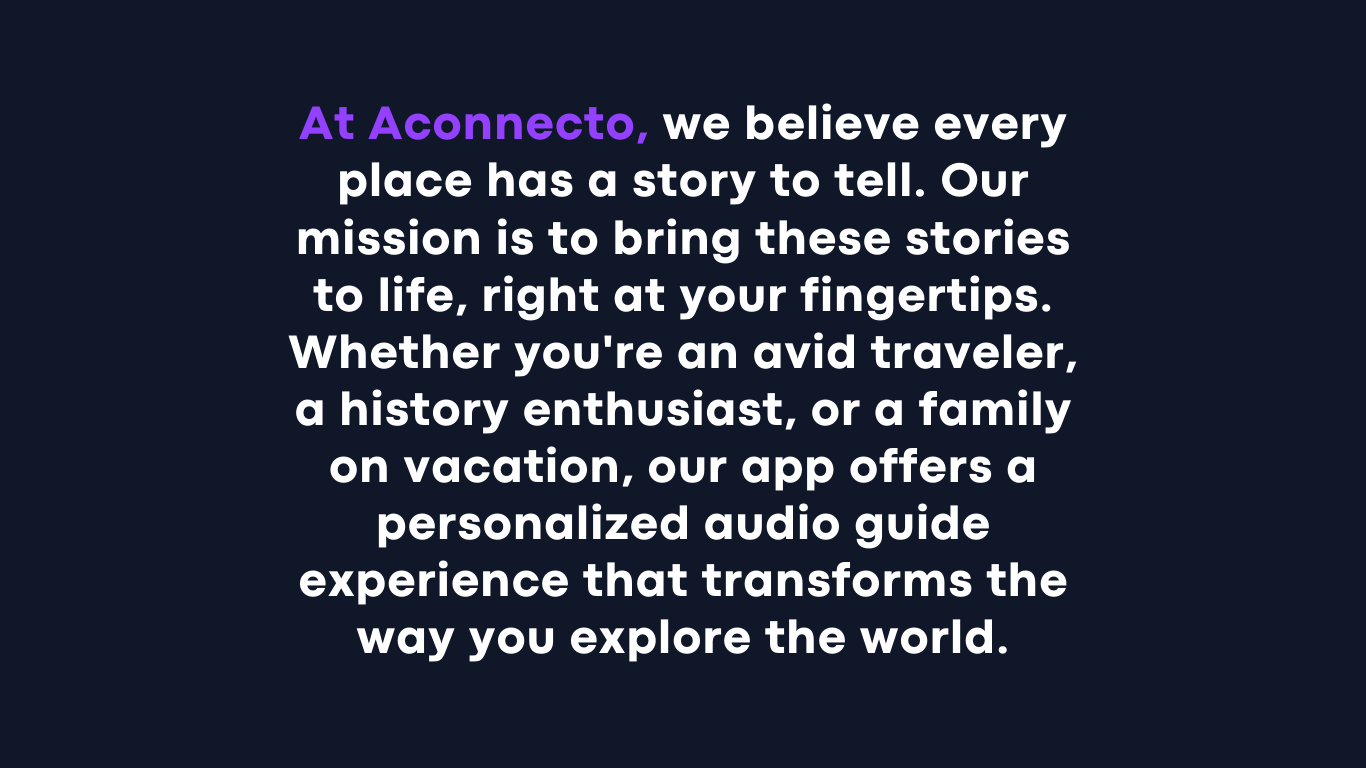 At Aconnecto, we believe every
place has a story to tell. Our
mission is to bring these stories
to life, right at your fingertips.
Whether you're an avid traveler,
a history enthusiast, or a family
on vacation, our app offers a
personalized audio guide
experience that transforms the
way you explore the world.